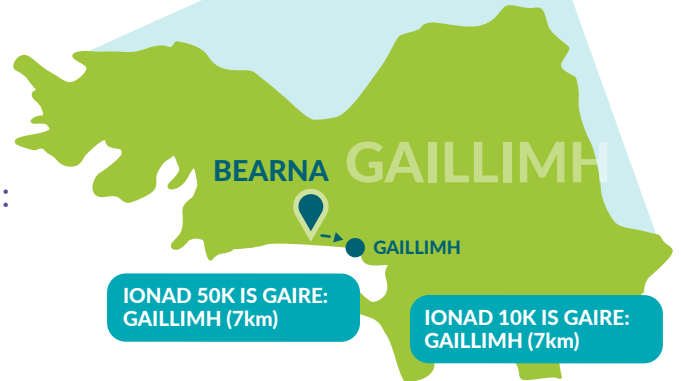 GAILLIMH
BEARNA
GAILLIMH
IONAD 50K IS GAIRE:
GAILLIMH (7km)
IONAD 10K IS GAIRE:
GAILLIMH (7km)
: